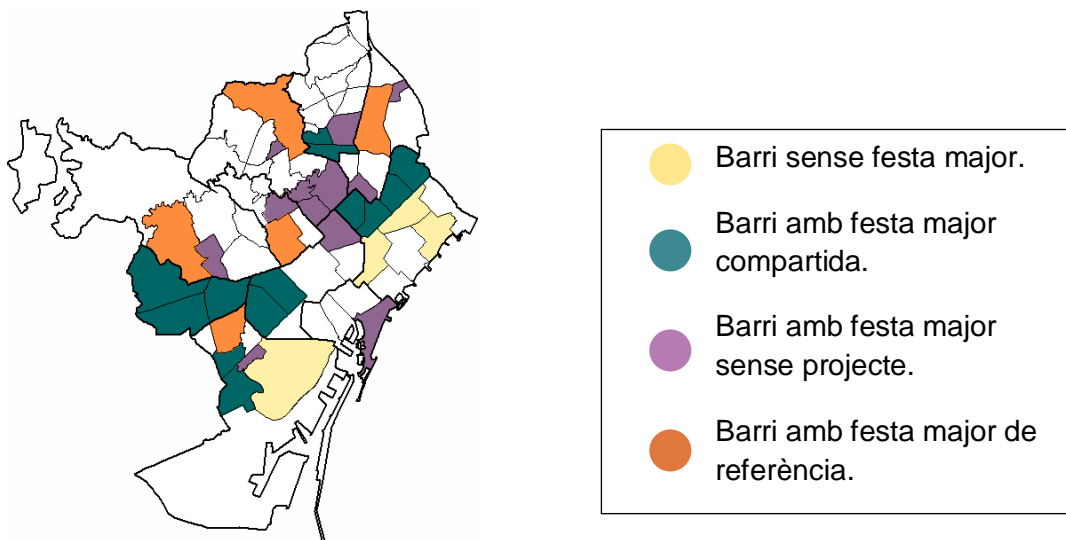 Barri sense festa major.
Barri amb festa major
compartida.
Barri amb festa major
sense projecte.
Barri amb festa major de
referència.